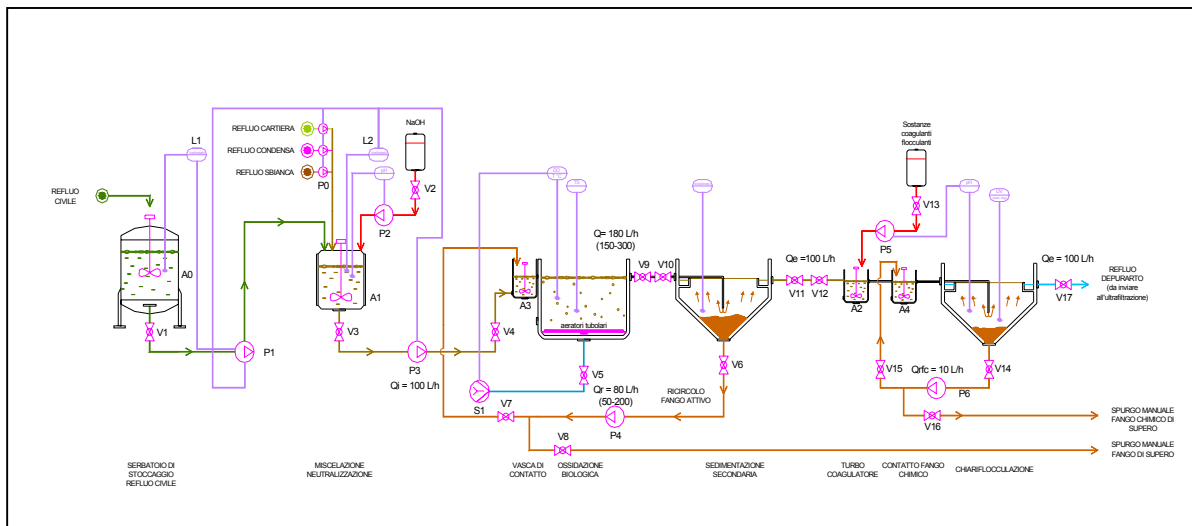 L1
REFLUO
CIVILE
A0
V1
P1
REFLUO CARTIERA
REFLUO CONDENSA
REFLUO SBIANCA
P0
L2
pH
NaOH
V2
P2
A1
V3
P3
Qi = 100 L/h
V4
A3
DO
aeratori tubolari
Q= 180 L/h
(150-300)
V9
V10
V5
S1
Qr = 80 L/h
(50-200)
V7
V8
P4
RICIRCOLO
FANGO ATTIVO
V6
Qe =100 L/h
V11
V12
Sostanze
coagulanti
flocculanti
V13
P5
pH
UV
A2
A4
V15
Qrfc = 10 L/h
P6
V14
V16
Qe = 100 L/h
V17
REFLUO
DEPURARTO
(da inviare
all'ultrafiltrazione)
SPURGO MANUALE
FANGO CHIMICO DI
SUPERO
SPURGO MANUALE
FANGO DI SUPERO
SERBATOIO DI
STOCCAGGIO
REFLUO CIVILE
MISCELAZIONE
NEUTRALIZZAZIONE
VASCA DI
CONTATTO
OSSIDAZIONE
BIOLOGICA
SEDIMENTAZIONE
SECONDARIA
TURBO
COAGULATORE
CONTATTO FANGO
CHIMICO
CHIARIFLOCCULAZIONE